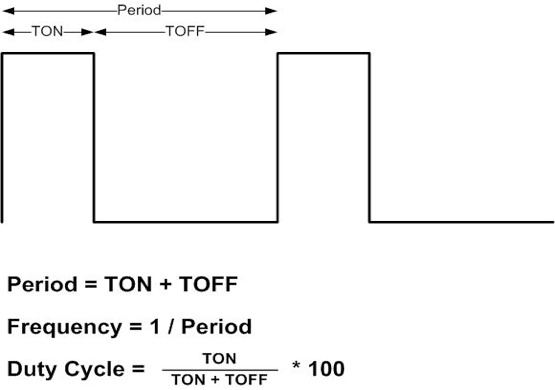 Period
TON TOFF
Period = TON + TOFF
Frequency = 1 / Period
Duty Cycle = TON / TON + TOFF * 100